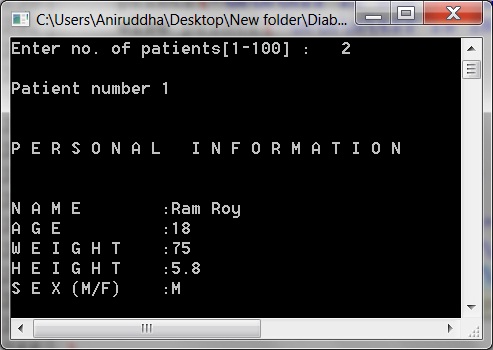 C:\Users\Aniruddha\Desktop\New folder\Diab...
Enter no. of patients[1-100] :   2
Patient number 1
P E R S O N A L   I N F O R M A T I O N
N A M E        :Ram Roy
A G E          :18
W E I G H T    :75
H E I G H T    :5.8
S E X (M/F)    :M